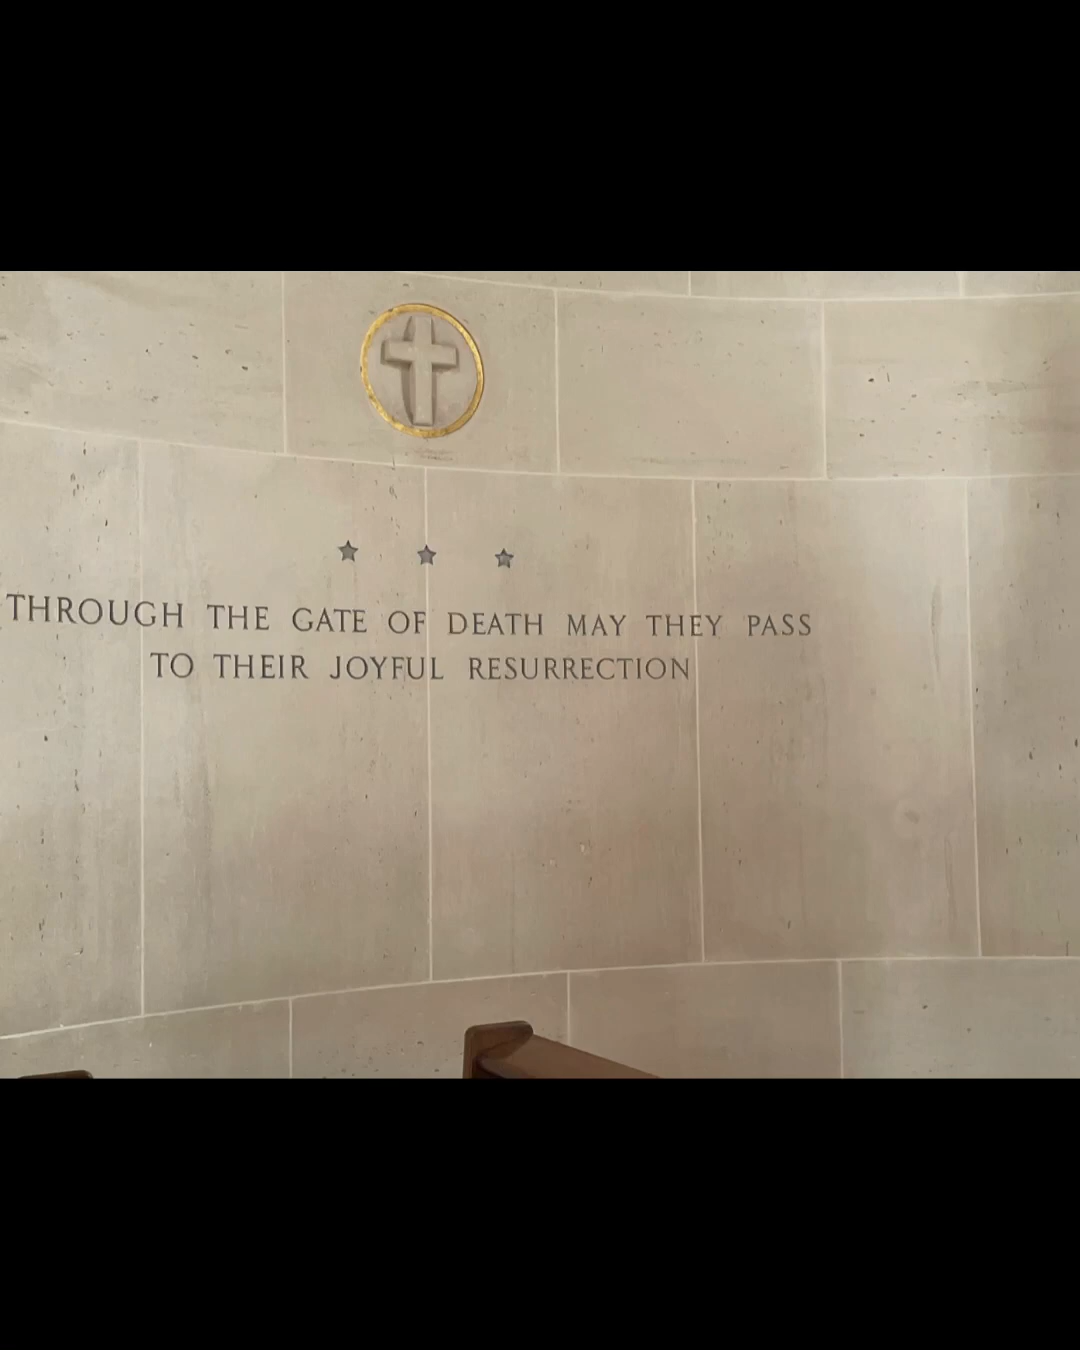 THROUGH THE GATE OF DEATH MAY THEY PASS
TO THEIR JOYFUL RESURRECTION